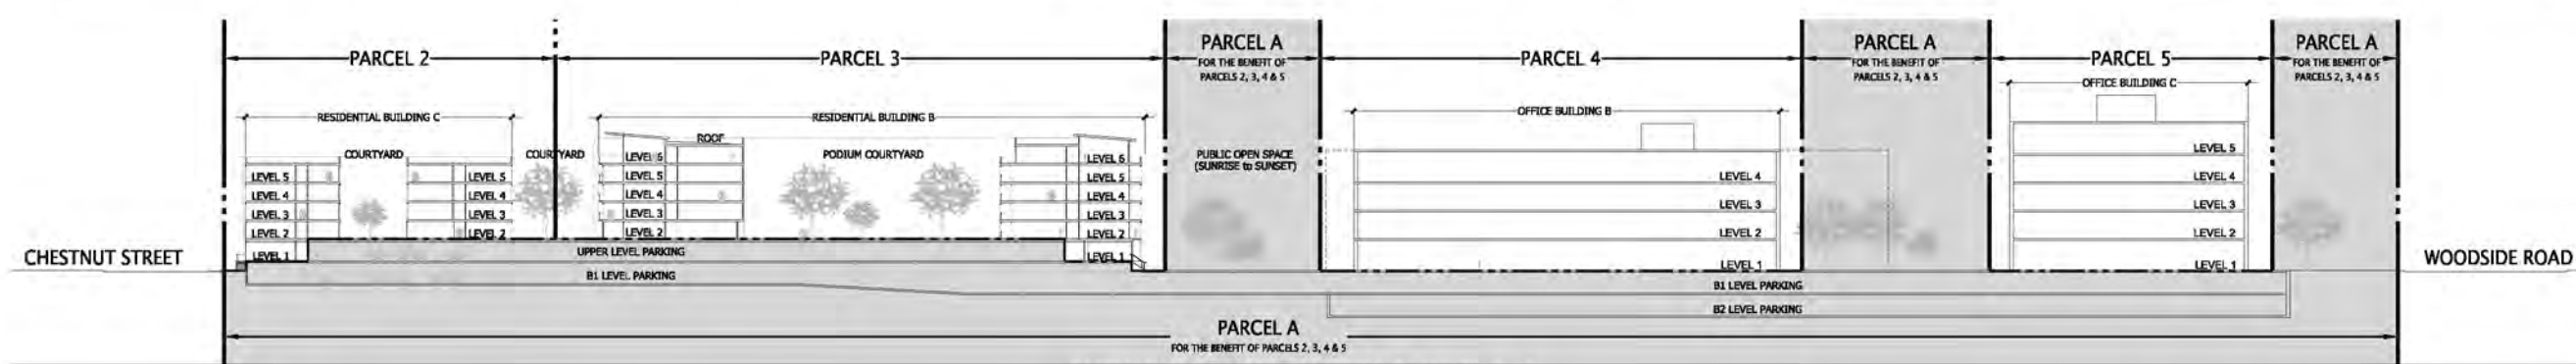 PARCEL 2
PARCEL 3
PARCEL A
FOR THE BENEFIT OF
PARCELS 2, 3, 4 & 5
PARCEL 4
PARCEL A
FOR THE BENEFIT OF
PARCELS 2, 3, 4 & 5
PARCEL 5
PARCEL A
FOR THE BENEFIT OF
PARCELS 2, 3, 4 & 5
RESIDENTIAL BUILDING C
COURTYARD
LEVEL 5
LEVEL 4
LEVEL 3
LEVEL 2
LEVEL 1
LEVEL 5
LEVEL 4
LEVEL 3
LEVEL 2
COURTYARD
RESIDENTIAL BUILDING B
ROOF
LEVEL 6
LEVEL 5
LEVEL 4
LEVEL 3
LEVEL 2
PODIUM COURTYARD
LEVEL 6
LEVEL 5
LEVEL 4
LEVEL 3
LEVEL 2
LEVEL 1
UPPER LEVEL PARKING
B1 LEVEL PARKING
PUBLIC OPEN SPACE
(SUNRISE to SUNSET)
OFFICE BUILDING B
LEVEL 4
LEVEL 3
LEVEL 2
LEVEL 1
OFFICE BUILDING C
LEVEL 5
LEVEL 4
LEVEL 3
LEVEL 2
LEVEL 1
B1 LEVEL PARKING
B2 LEVEL PARKING
CHESTNUT STREET
WOODSIDE ROAD
PARCEL A
FOR THE BENEFIT OF PARCELS 2, 3, 4 & 5